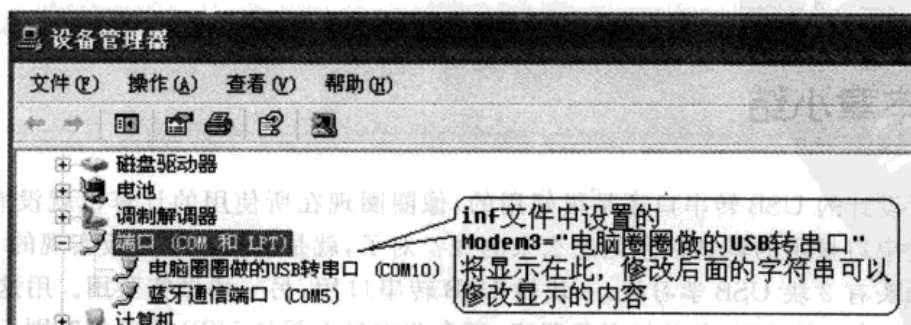 设备管理器
文件(F) 操作(A) 查看(V) 帮助(H)
磁盘驱动器
电池
调制解调器
端口 (COM 和 LPT)
电脑圈圈做的USB转串口 (COM10)
蓝牙通信端口 (COM5)
计算机
inf文件中设置的
Modem3="电脑圈圈做的USB转串口"
将显示在此，修改后面的字符串可以
修改显示的内容